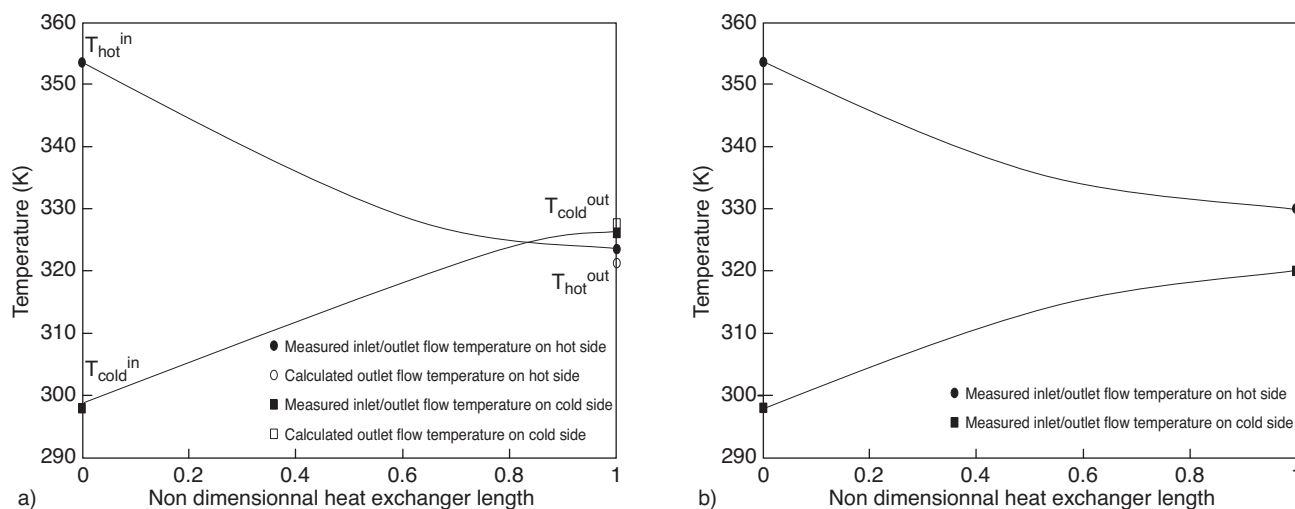 360
350
340
330
320
310
300
290
Temperature (K)
T_hot^in
T_cold^in
T_cold^out
T_hot^out
Measured inlet/outlet flow temperature on hot side
Calculated outlet flow temperature on hot side
Measured inlet/outlet flow temperature on cold side
Calculated outlet flow temperature on cold side
0 0.2 0.4 0.6 0.8 1
a) Non dimensionnal heat exchanger length
360
350
340
330
320
310
300
290
Temperature (K)
Measured inlet/outlet flow temperature on hot side
Measured inlet/outlet flow temperature on cold side
0 0.2 0.4 0.6 0.8 1
b) Non dimensionnal heat exchanger length